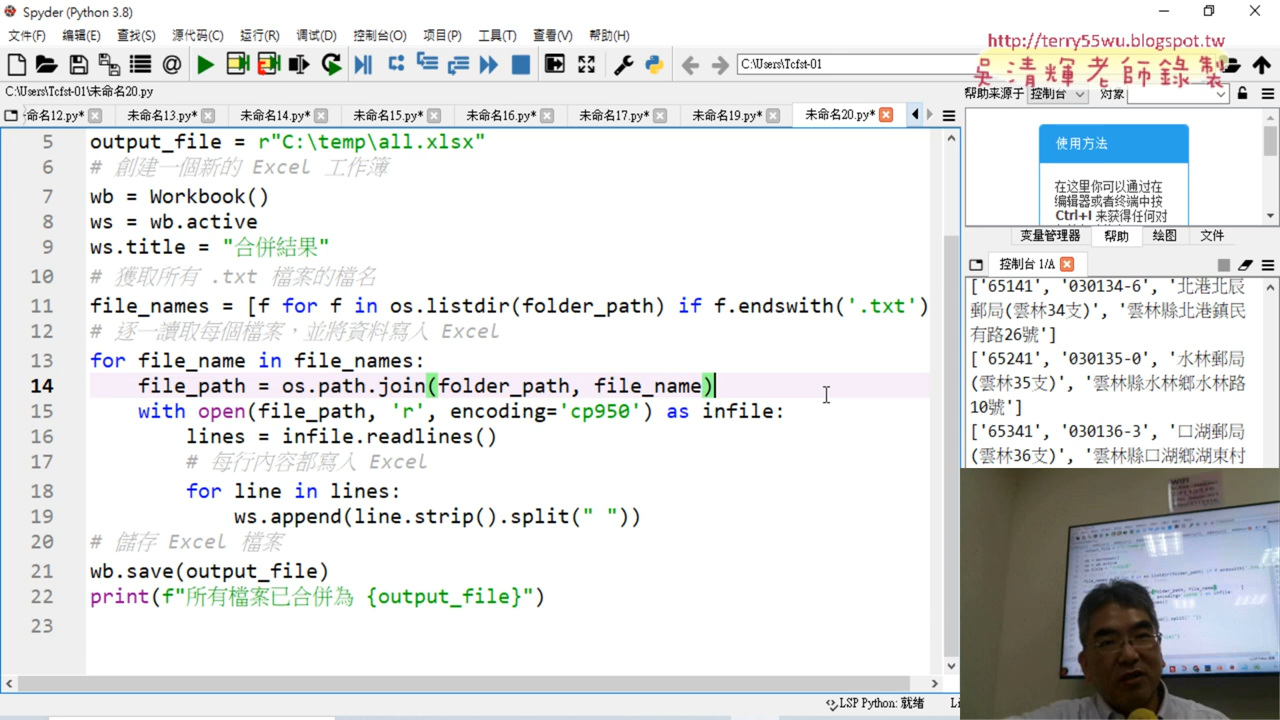 Spyder (Python 3.8)
文件(F) 编辑(E) 查找(S) 源代码(C) 运行(R) 调试(D) 控制台(O) 项目(P) 工具(T) 查看(V) 帮助(H)
http://terry55wu.blogspot.tw
吳清輝老師錄製
C:\Users\Tcfst-01
C:\Users\Tcfst-01\未命名20.py
帮助来源于 控制台 对象
命名12.py* 未命名13.py* 未命名14.py* 未命名15.py* 未命名16.py* 未命名17.py* 未命名19.py* 未命名20.py*
5 output_file = r"C:\temp\all.xlsx"
6 # 創建一個新的 Excel 工作簿
7 wb = Workbook()
8 ws = wb.active
9 ws.title = "合併結果"
10 # 獲取所有 .txt 檔案的檔名
11 file_names = [f for f in os.listdir(folder_path) if f.endswith('.txt')
12 # 逐一讀取每個檔案，並將資料寫入 Excel
13 for file_name in file_names:
14 file_path = os.path.join(folder_path, file_name)
15 with open(file_path, 'r', encoding='cp950') as infile:
16 lines = infile.readlines()
17 # 每行內容都寫入 Excel
18 for line in lines:
19 ws.append(line.strip().split(" "))
20 # 儲存 Excel 檔案
21 wb.save(output_file)
22 print(f"所有檔案已合併為 {output_file}")
23
使用方法
在这里你可以通过在
编辑器或者终端中按
Ctrl+I 来获得任何对
变量管理器 帮助 绘图 文件
控制台 1/A
['65141', '030134-6', '北港北辰
郵局(雲林34支)', '雲林縣北港鎮民
有路26號']
['65241', '030135-0', '水林郵局
(雲林35支)', '雲林縣水林鄉水林路
10號']
['65341', '030136-3', '口湖郵局
(雲林36支)', '雲林縣口湖鄉湖東村
LSP Python: 就绪